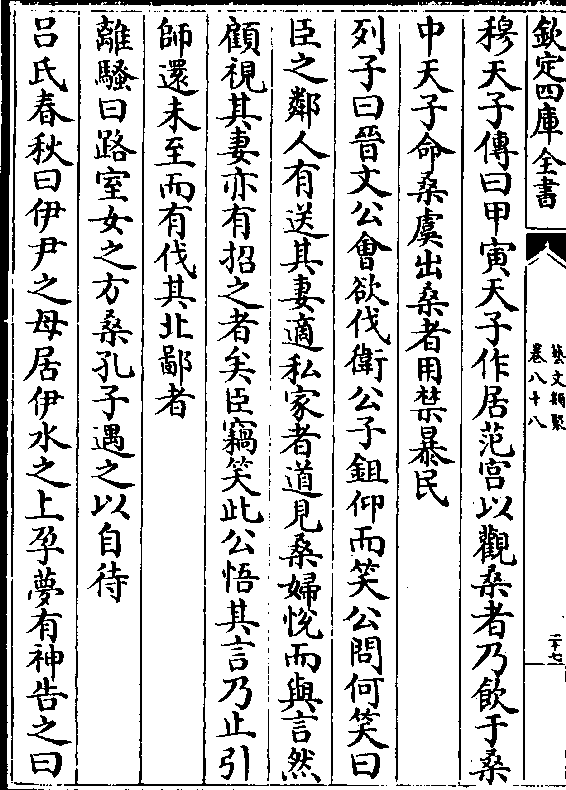 欽定四庫全書
藝文類聚
卷八十八
二十七
穆天子傳曰甲寅天子作居范宮以觀桑者乃飲于桑
中天子命桑虞出桑者用禁暴民
列子曰晉文公會欲伐衛公子鉏仰而笑公問何笑曰
臣之鄰人有送其妻適私家者道見桑婦悅而與言然
顧視其妻亦有招之者矣臣竊笑此公悟其言乃止引
師還未至而有伐其北鄙者
離騷曰路室女之方桑孔子遇之以自待
呂氏春秋曰伊尹之母居伊水之上孕夢有神告之曰